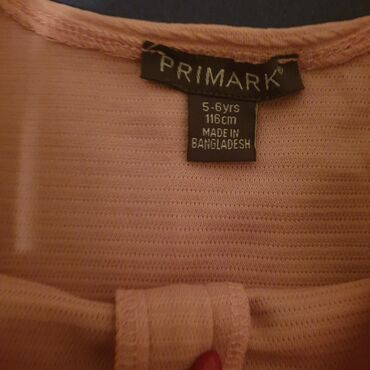 PRIMARK®
5-6yrs
116cm
MADE IN
BANGLADESH